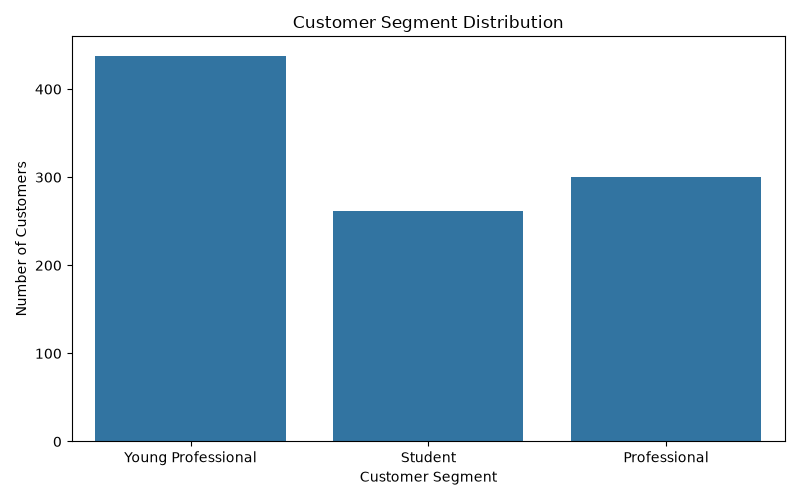 Customer Segment Distribution
Number of Customers
400
300
200
100
0
Young Professional
Student
Professional
Customer Segment